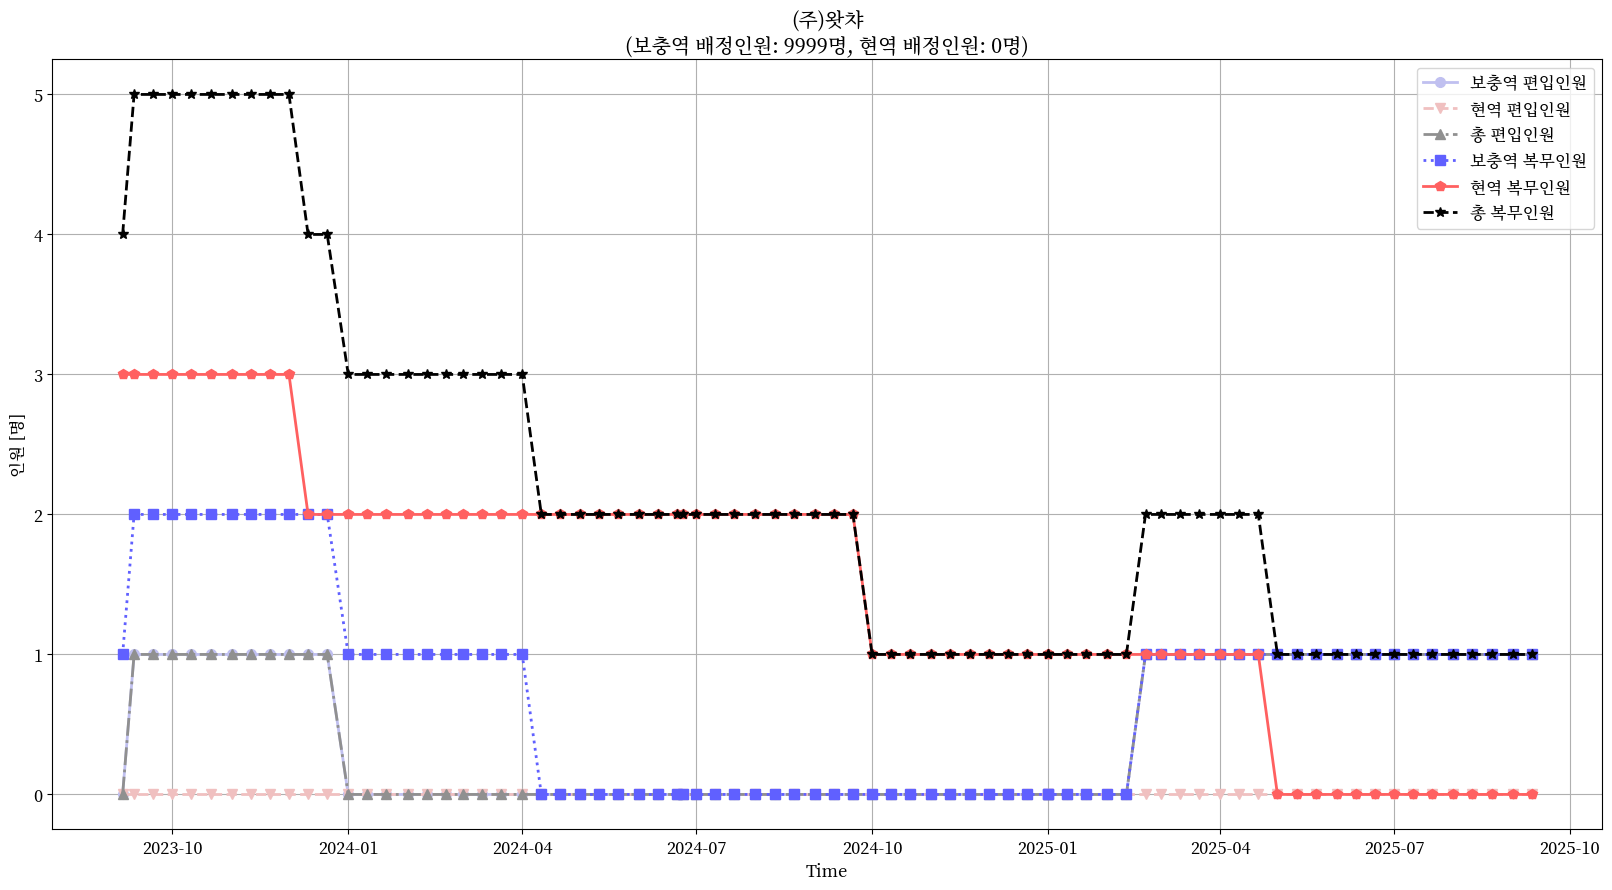 (주)왓챠
(보충역 배정인원: 9999명, 현역 배정인원: 0명)
보충역 편입인원
현역 편입인원
총 편입인원
보충역 복무인원
현역 복무인원
총 복무인원
5
4
3
2
1
0
인원 [명]
2023-10
2024-01
2024-04
2024-07
2024-10
2025-01
2025-04
2025-07
2025-10
Time